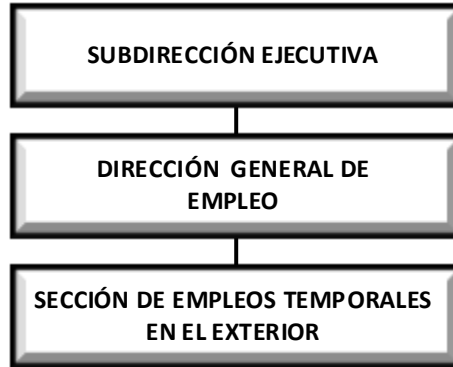 SUBDIRECCIÓN EJECUTIVA
DIRECCIÓN GENERAL DE
EMPLEO
SECCIÓN DE EMPLEOS TEMPORALES
EN EL EXTERIOR